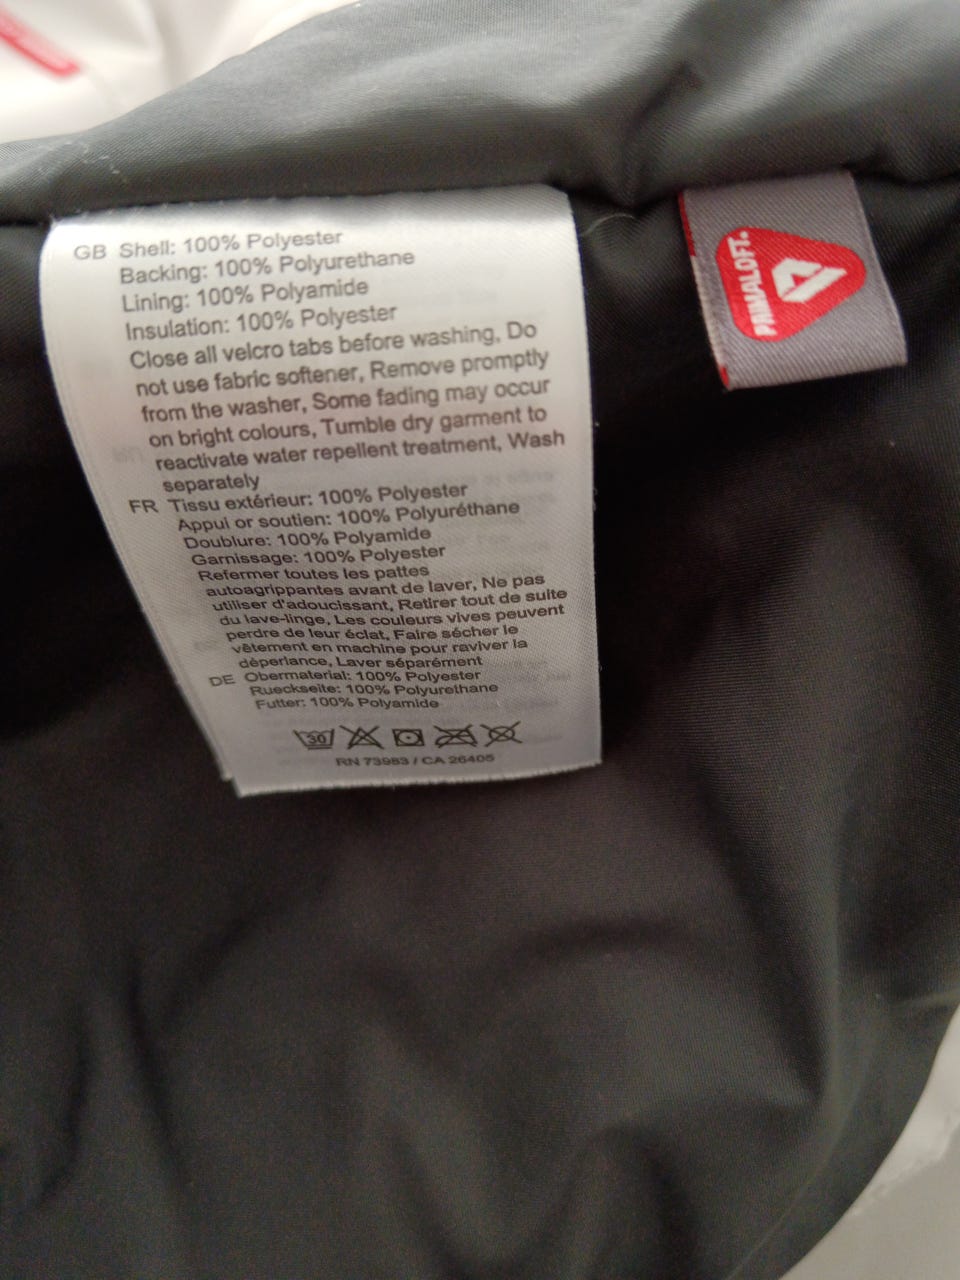 GB Shell: 100% Polyester
Backing: 100% Polyurethane
Lining: 100% Polyamide
Insulation: 100% Polyester
Close all velcro tabs before washing, Do
not use fabric softener, Remove promptly
from the washer, Some fading may occur
on bright colours, Tumble dry garment to
reactivate water repellent treatment, Wash
separately
FR Tissu extérieur: 100% Polyester
Appui or soutien: 100% Polyuréthane
Doublure: 100% Polyamide
Garnissage: 100% Polyester
Refermer toutes les pattes
autoagrippantes avant de laver, Ne pas
utiliser d'adoucissant, Retirer tout de suite
du lave-linge, Les couleurs vives peuvent
perdre de leur éclat, Faire sécher le
vêtement en machine pour raviver la
déperlance, Laver séparément
DE Obermaterial: 100% Polyester
Rueckseite: 100% Polyurethane
Futter: 100% Polyamide
30
RN 73983 / CA 26405
PRIMALOFT.